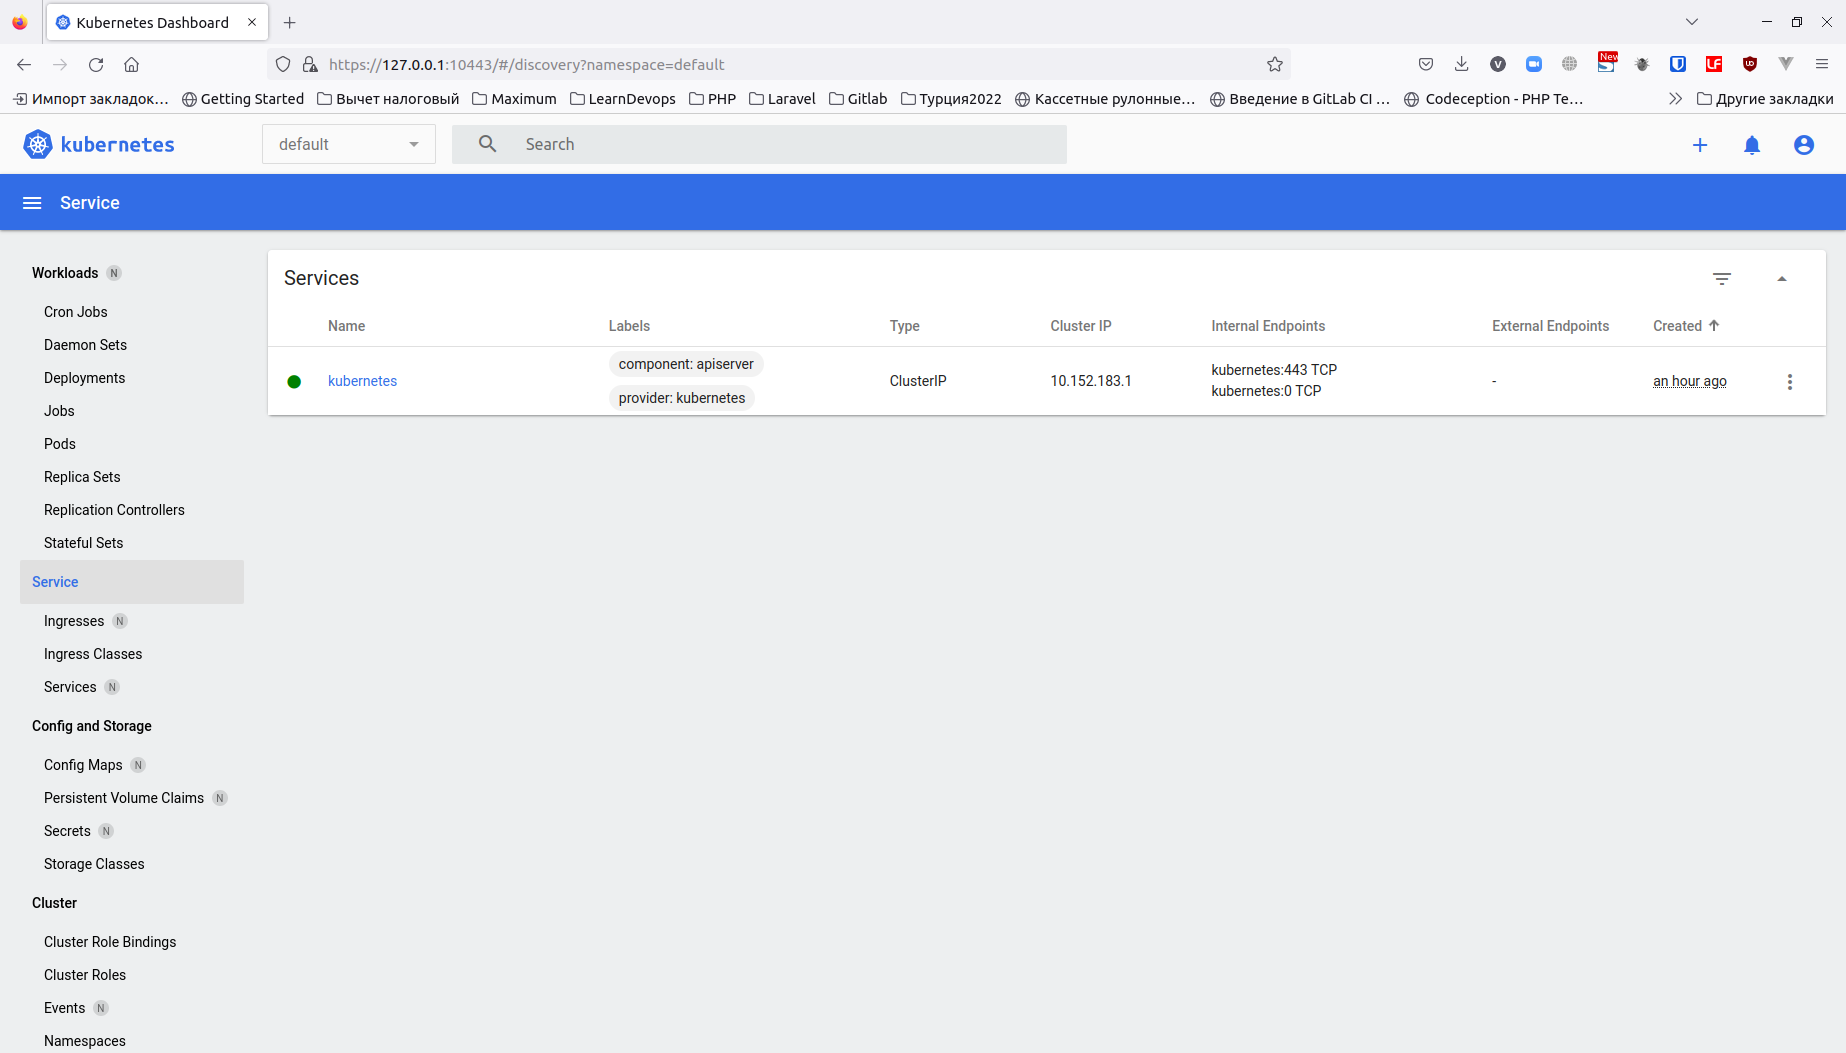 Kubernetes Dashboard
https://127.0.0.1:10443/#/discovery?namespace=default
New
V
UD
Импорт закладок… Getting Started Вычет налоговый Maximum LearnDevops PHP Laravel Gitlab Турция2022 Кассетные рулонные… Введение в GitLab CI … Codeception - PHP Te… Другие закладки
kubernetes default Search
Service
Workloads N
Cron Jobs
Daemon Sets
Deployments
Jobs
Pods
Replica Sets
Replication Controllers
Stateful Sets
Service
Ingresses N
Ingress Classes
Services N
Config and Storage
Config Maps N
Persistent Volume Claims N
Secrets N
Storage Classes
Cluster
Cluster Role Bindings
Cluster Roles
Events N
Namespaces
Services
Name Labels Type Cluster IP Internal Endpoints External Endpoints Created
component: apiserver
provider: kubernetes
kubernetes ClusterIP 10.152.183.1
kubernetes:443 TCP
kubernetes:0 TCP
- an hour ago